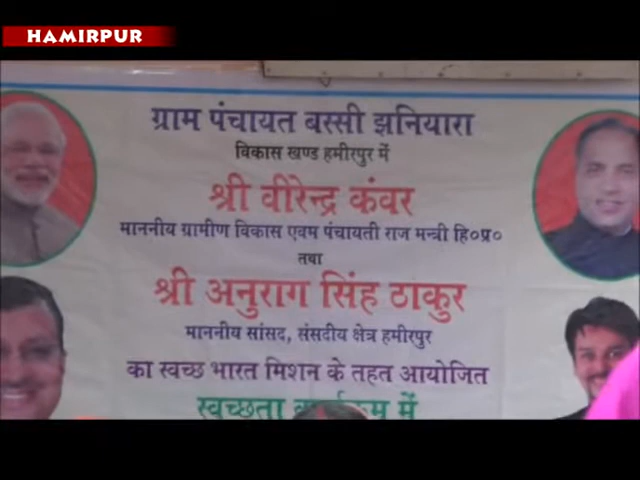 HAMIRPUR
ग्राम पंचायत बस्सी झनियारा
विकास खण्ड हमीरपुर में
श्री वीरेन्द्र कंवर
माननीय ग्रामीण विकास एवम पंचायती राज मन्त्री हि०प्र०
तथा
श्री अनुराग सिंह ठाकुर
माननीय सांसद, संसदीय क्षेत्र हमीरपुर
का स्वच्छ भारत मिशन के तहत आयोजित
स्वच्छता में